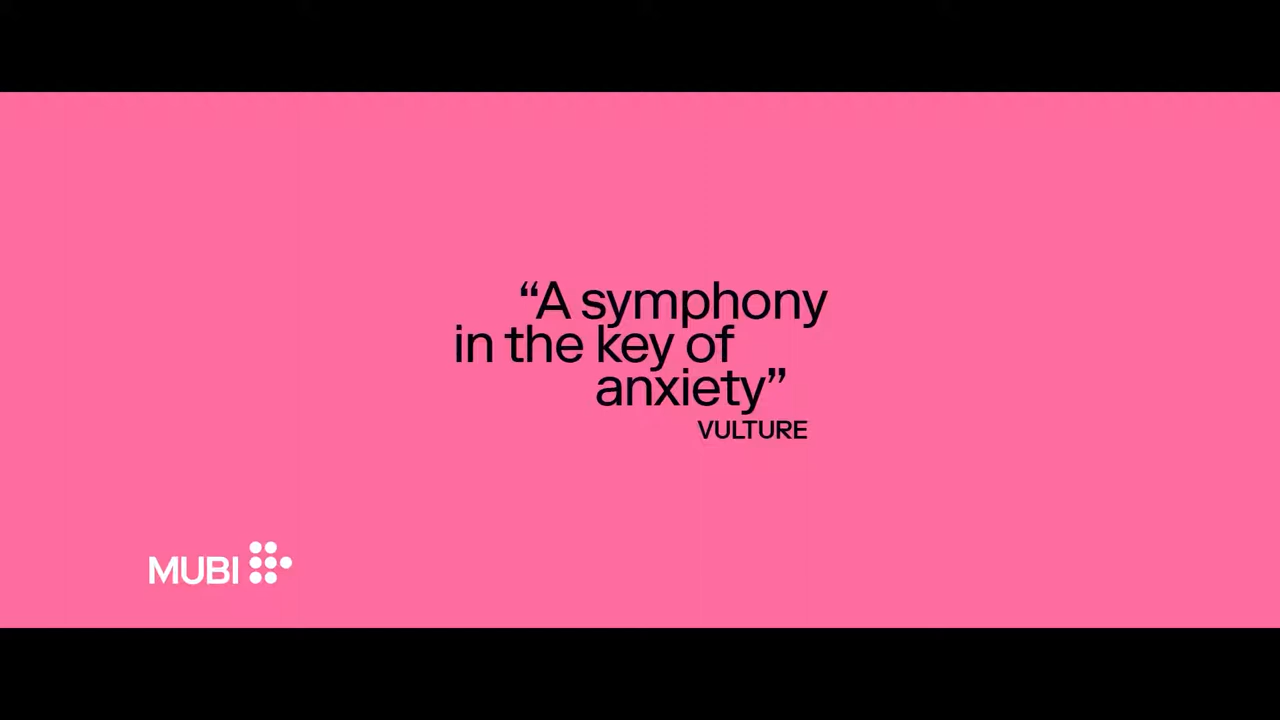 “A symphony
in the key of
anxiety”
VULTURE
MUBI